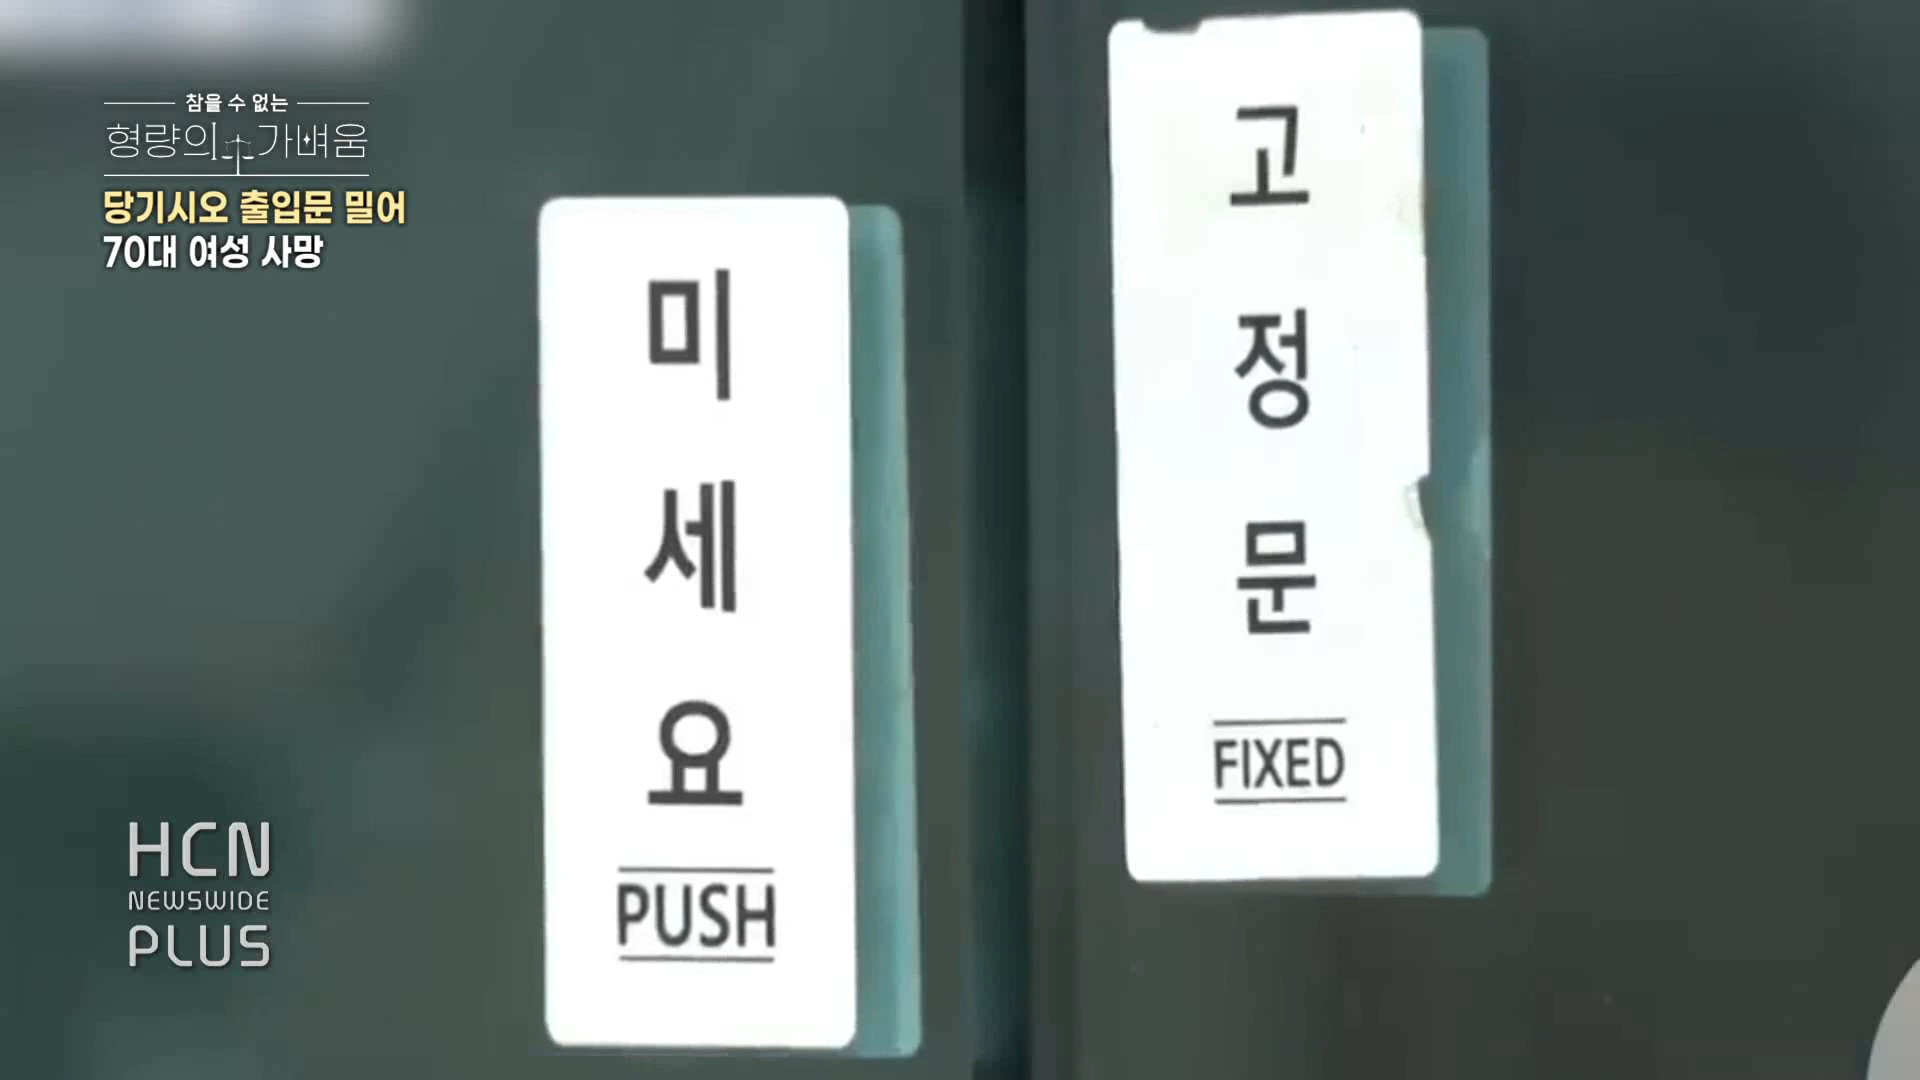 참을 수 없는
형량의 가벼움
당기시오 출입문 밀어
70대 여성 사망
미
세
요
PUSH
고
정
문
FIXED
HCN
NEWSWIDE
PLUS